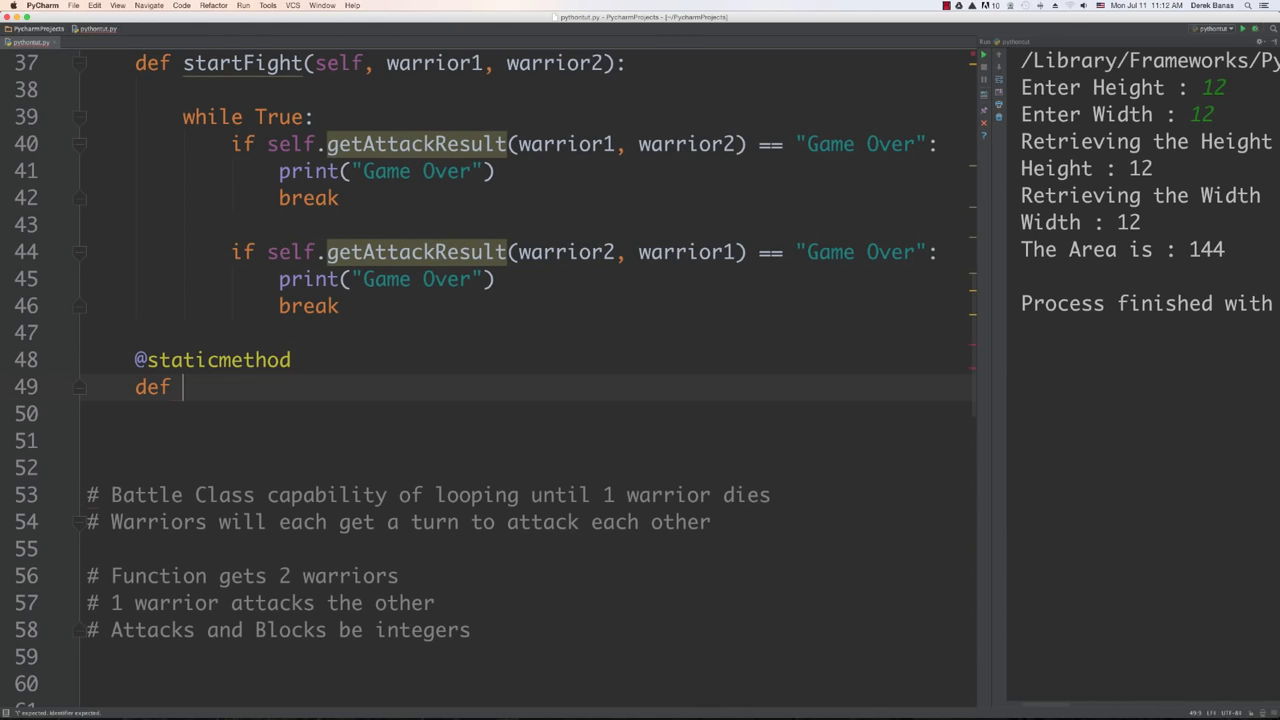 PyCharm File Edit View Navigate Code Refactor Run Tools VCS Window Help
10 Mon Jul 11 11:12 AM Derek Banas
pythontut.py - PycharmProjects - [~/PycharmProjects]
PycharmProjects pythontut.py pythontut
pythontut.py
Run pythontut
37 def startFight(self, warrior1, warrior2):
38
39 while True:
40 if self.getAttackResult(warrior1, warrior2) == "Game Over":
41 print("Game Over")
42 break
43
44 if self.getAttackResult(warrior2, warrior1) == "Game Over":
45 print("Game Over")
46 break
47
48 @staticmethod
49 def
50
51
52
53 # Battle Class capability of looping until 1 warrior dies
54 # Warriors will each get a turn to attack each other
55
56 # Function gets 2 warriors
57 # 1 warrior attacks the other
58 # Attacks and Blocks be integers
59
60
61
/Library/Frameworks/Py
Enter Height : 12
Enter Width : 12
Retrieving the Height
Height : 12
Retrieving the Width
Width : 12
The Area is : 144
Process finished with
'(' expected. Identifier expected.
49:5 LF÷ UTF-8÷